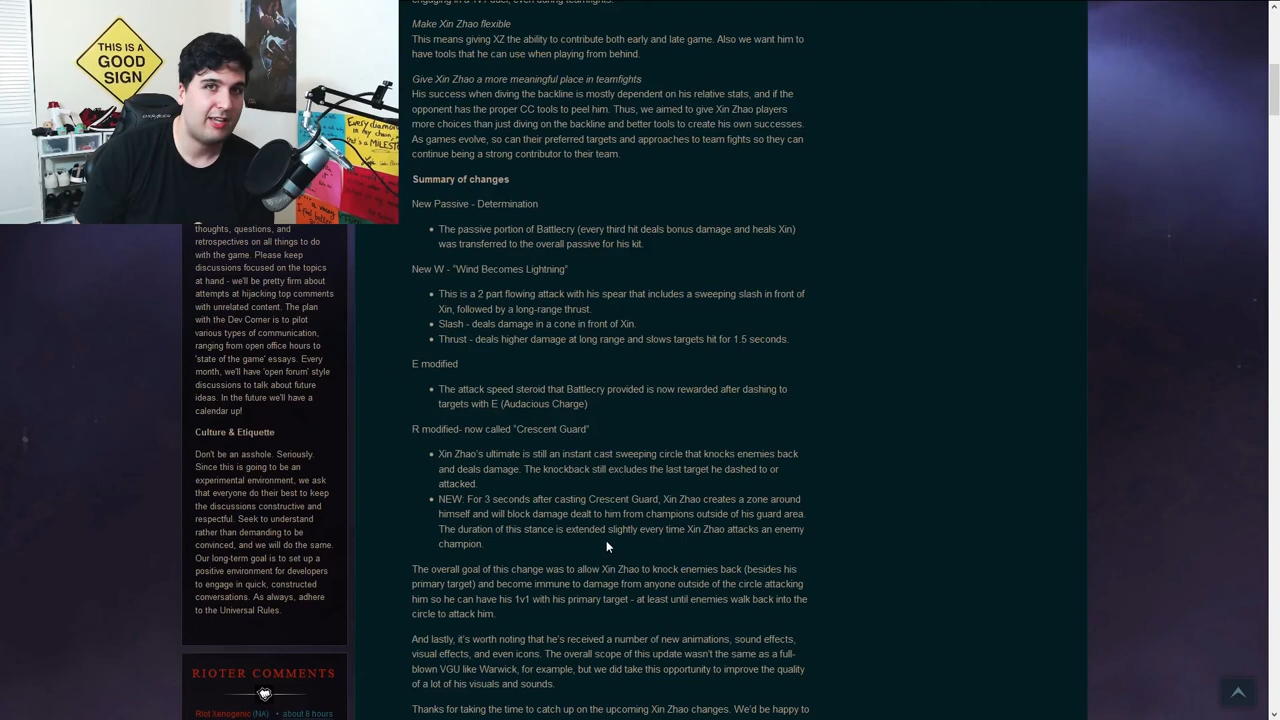 THIS IS A
GOOD
SIGN
Every diamond
in my chain,
that's a MILESTO
thoughts, questions, and
retrospectives on all things to do
with the game. Please keep
discussions focused on the topics
at hand - we'll be pretty firm about
attempts at hijacking top comments
with unrelated content. The plan
with the Dev Corner is to pilot
various types of communication,
ranging from open office hours to
'state of the game' essays. Every
month, we'll have 'open forum' style
discussions to talk about future
ideas. In the future we'll have a
calendar up!
Culture & Etiquette
Don't be an asshole. Seriously.
Since this is going to be an
experimental environment, we ask
that everyone do their best to keep
the discussions constructive and
respectful. Seek to understand
rather than demanding to be
convinced, and we will do the same.
Our long-term goal is to set up a
positive environment for developers
to engage in quick, constructed
conversations. As always, adhere
to the Universal Rules.
RIOTER COMMENTS
Riot Xenogenic (NA) • about 8 hours
engaging in a 1v1 duel, even during teamfights.
Make Xin Zhao flexible
This means giving XZ the ability to contribute both early and late game. Also we want him to
have tools that he can use when playing from behind.
Give Xin Zhao a more meaningful place in teamfights
His success when diving the backline is mostly dependent on his relative stats, and if the
opponent has the proper CC tools to peel him. Thus, we aimed to give Xin Zhao players
more choices than just diving on the backline and better tools to create his own successes.
As games evolve, so can their preferred targets and approaches to team fights so they can
continue being a strong contributor to their team.
Summary of changes
New Passive - Determination
• The passive portion of Battlecry (every third hit deals bonus damage and heals Xin)
was transferred to the overall passive for his kit.
New W - "Wind Becomes Lightning"
• This is a 2 part flowing attack with his spear that includes a sweeping slash in front of
Xin, followed by a long-range thrust.
• Slash - deals damage in a cone in front of Xin.
• Thrust - deals higher damage at long range and slows targets hit for 1.5 seconds.
E modified
• The attack speed steroid that Battlecry provided is now rewarded after dashing to
targets with E (Audacious Charge)
R modified- now called "Crescent Guard"
• Xin Zhao's ultimate is still an instant cast sweeping circle that knocks enemies back
and deals damage. The knockback still excludes the last target he dashed to or
attacked.
• NEW: For 3 seconds after casting Crescent Guard, Xin Zhao creates a zone around
himself and will block damage dealt to him from champions outside of his guard area.
The duration of this stance is extended slightly every time Xin Zhao attacks an enemy
champion.
The overall goal of this change was to allow Xin Zhao to knock enemies back (besides his
primary target) and become immune to damage from anyone outside of the circle attacking
him so he can have his 1v1 with his primary target - at least until enemies walk back into the
circle to attack him.
And lastly, it's worth noting that he's received a number of new animations, sound effects,
visual effects, and even icons. The overall scope of this update wasn't the same as a full-
blown VGU like Warwick, for example, but we did take this opportunity to improve the quality
of a lot of his visuals and sounds.
Thanks for taking the time to catch up on the upcoming Xin Zhao changes. We'd be happy to